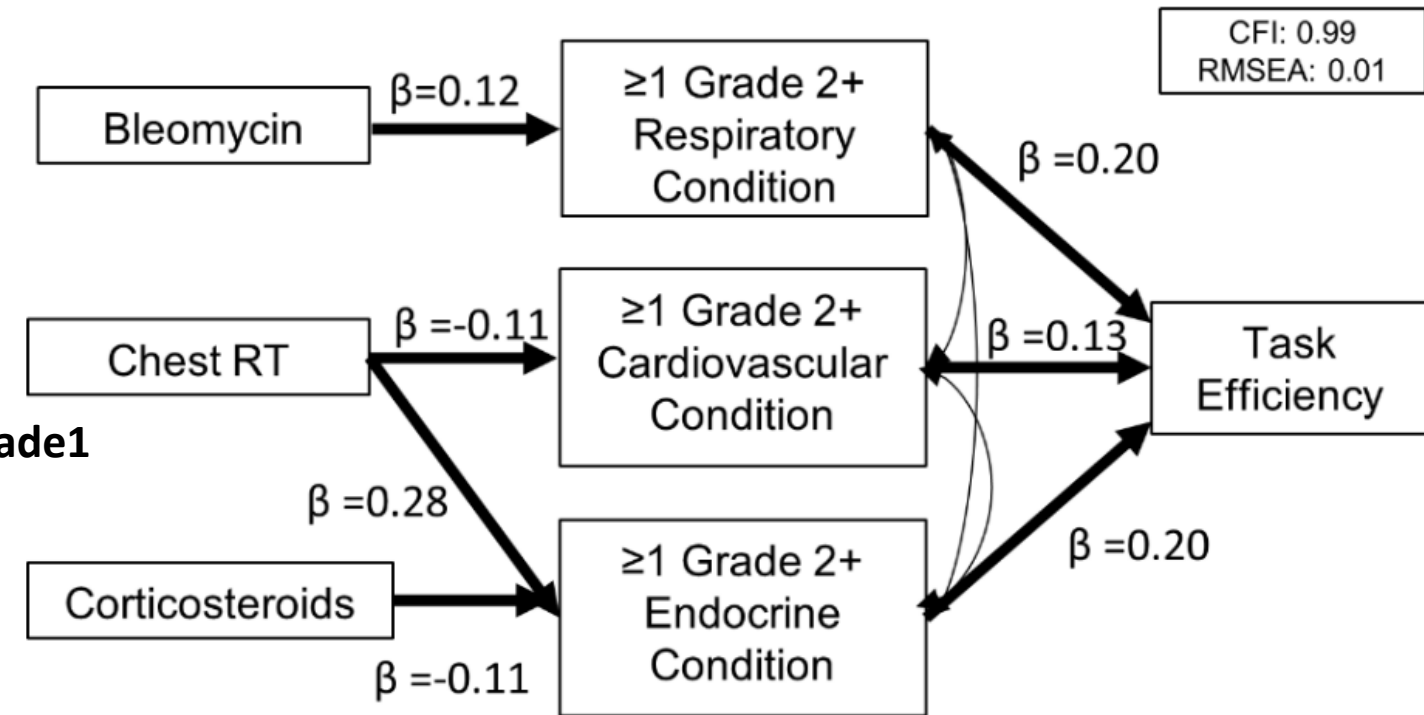 CFI: 0.99
RMSEA: 0.01
Bleomycin
β=0.12
≥1 Grade 2+
Respiratory
Condition
β =0.20
Chest RT
β =-0.11
≥1 Grade 2+
Cardiovascular
Condition
β =0.13
Task
Efficiency
ade1
β =0.28
Corticosteroids
β =-0.11
≥1 Grade 2+
Endocrine
Condition
β =0.20